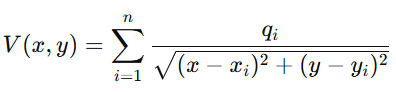 V(x, y) = \sum_{i=1}^{n} \frac{q_i}{\sqrt{(x - x_i)^2 + (y - y_i)^2}}